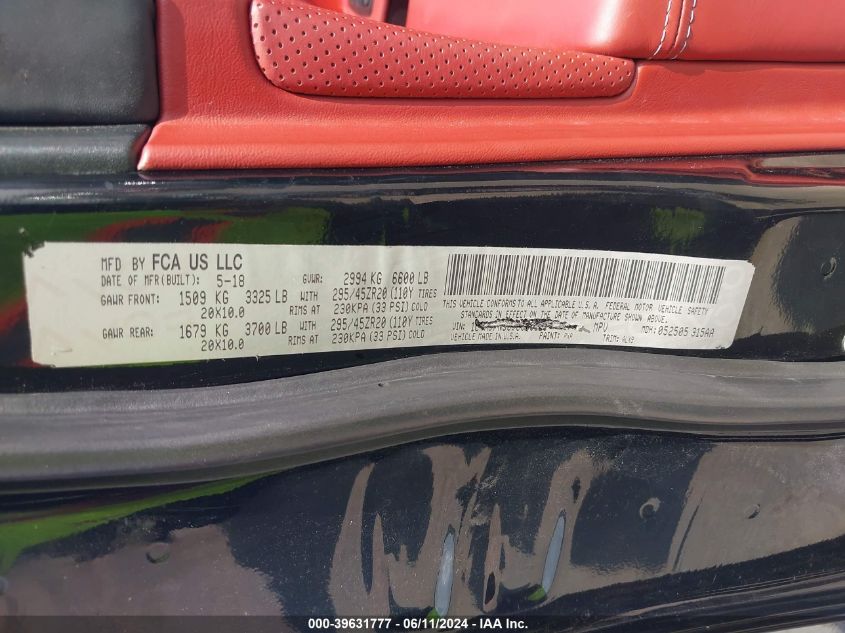 MFD BY FCA US LLC
DATE OF MFR(BUILT): 5-18 GVWR: 2994 KG 6600 LB
GAWR FRONT: 1509 KG 3325 LB WITH 295/45ZR20 (110Y TIRES
20X10.0 RIMS AT 230KPA (33 PSI) COLD
GAWR REAR: 1679 KG 3700 LB WITH 295/45ZR20 (110Y TIRES
20X10.0 RIMS AT 230KPA (33 PSI) COLD
THIS VEHICLE CONFORMS TO ALL APPLICABLE U.S.A. FEDERAL MOTOR VEHICLE SAFETY
STANDARDS IN EFFECT ON THE DATE OF MANUFACTURE SHOWN ABOVE.
VIN: MPV MDH: 052505 315AA
VEHICLE MADE IN U.S.A. PAINT: TRIM:
000-39631777 - 06/11/2024 - IAA